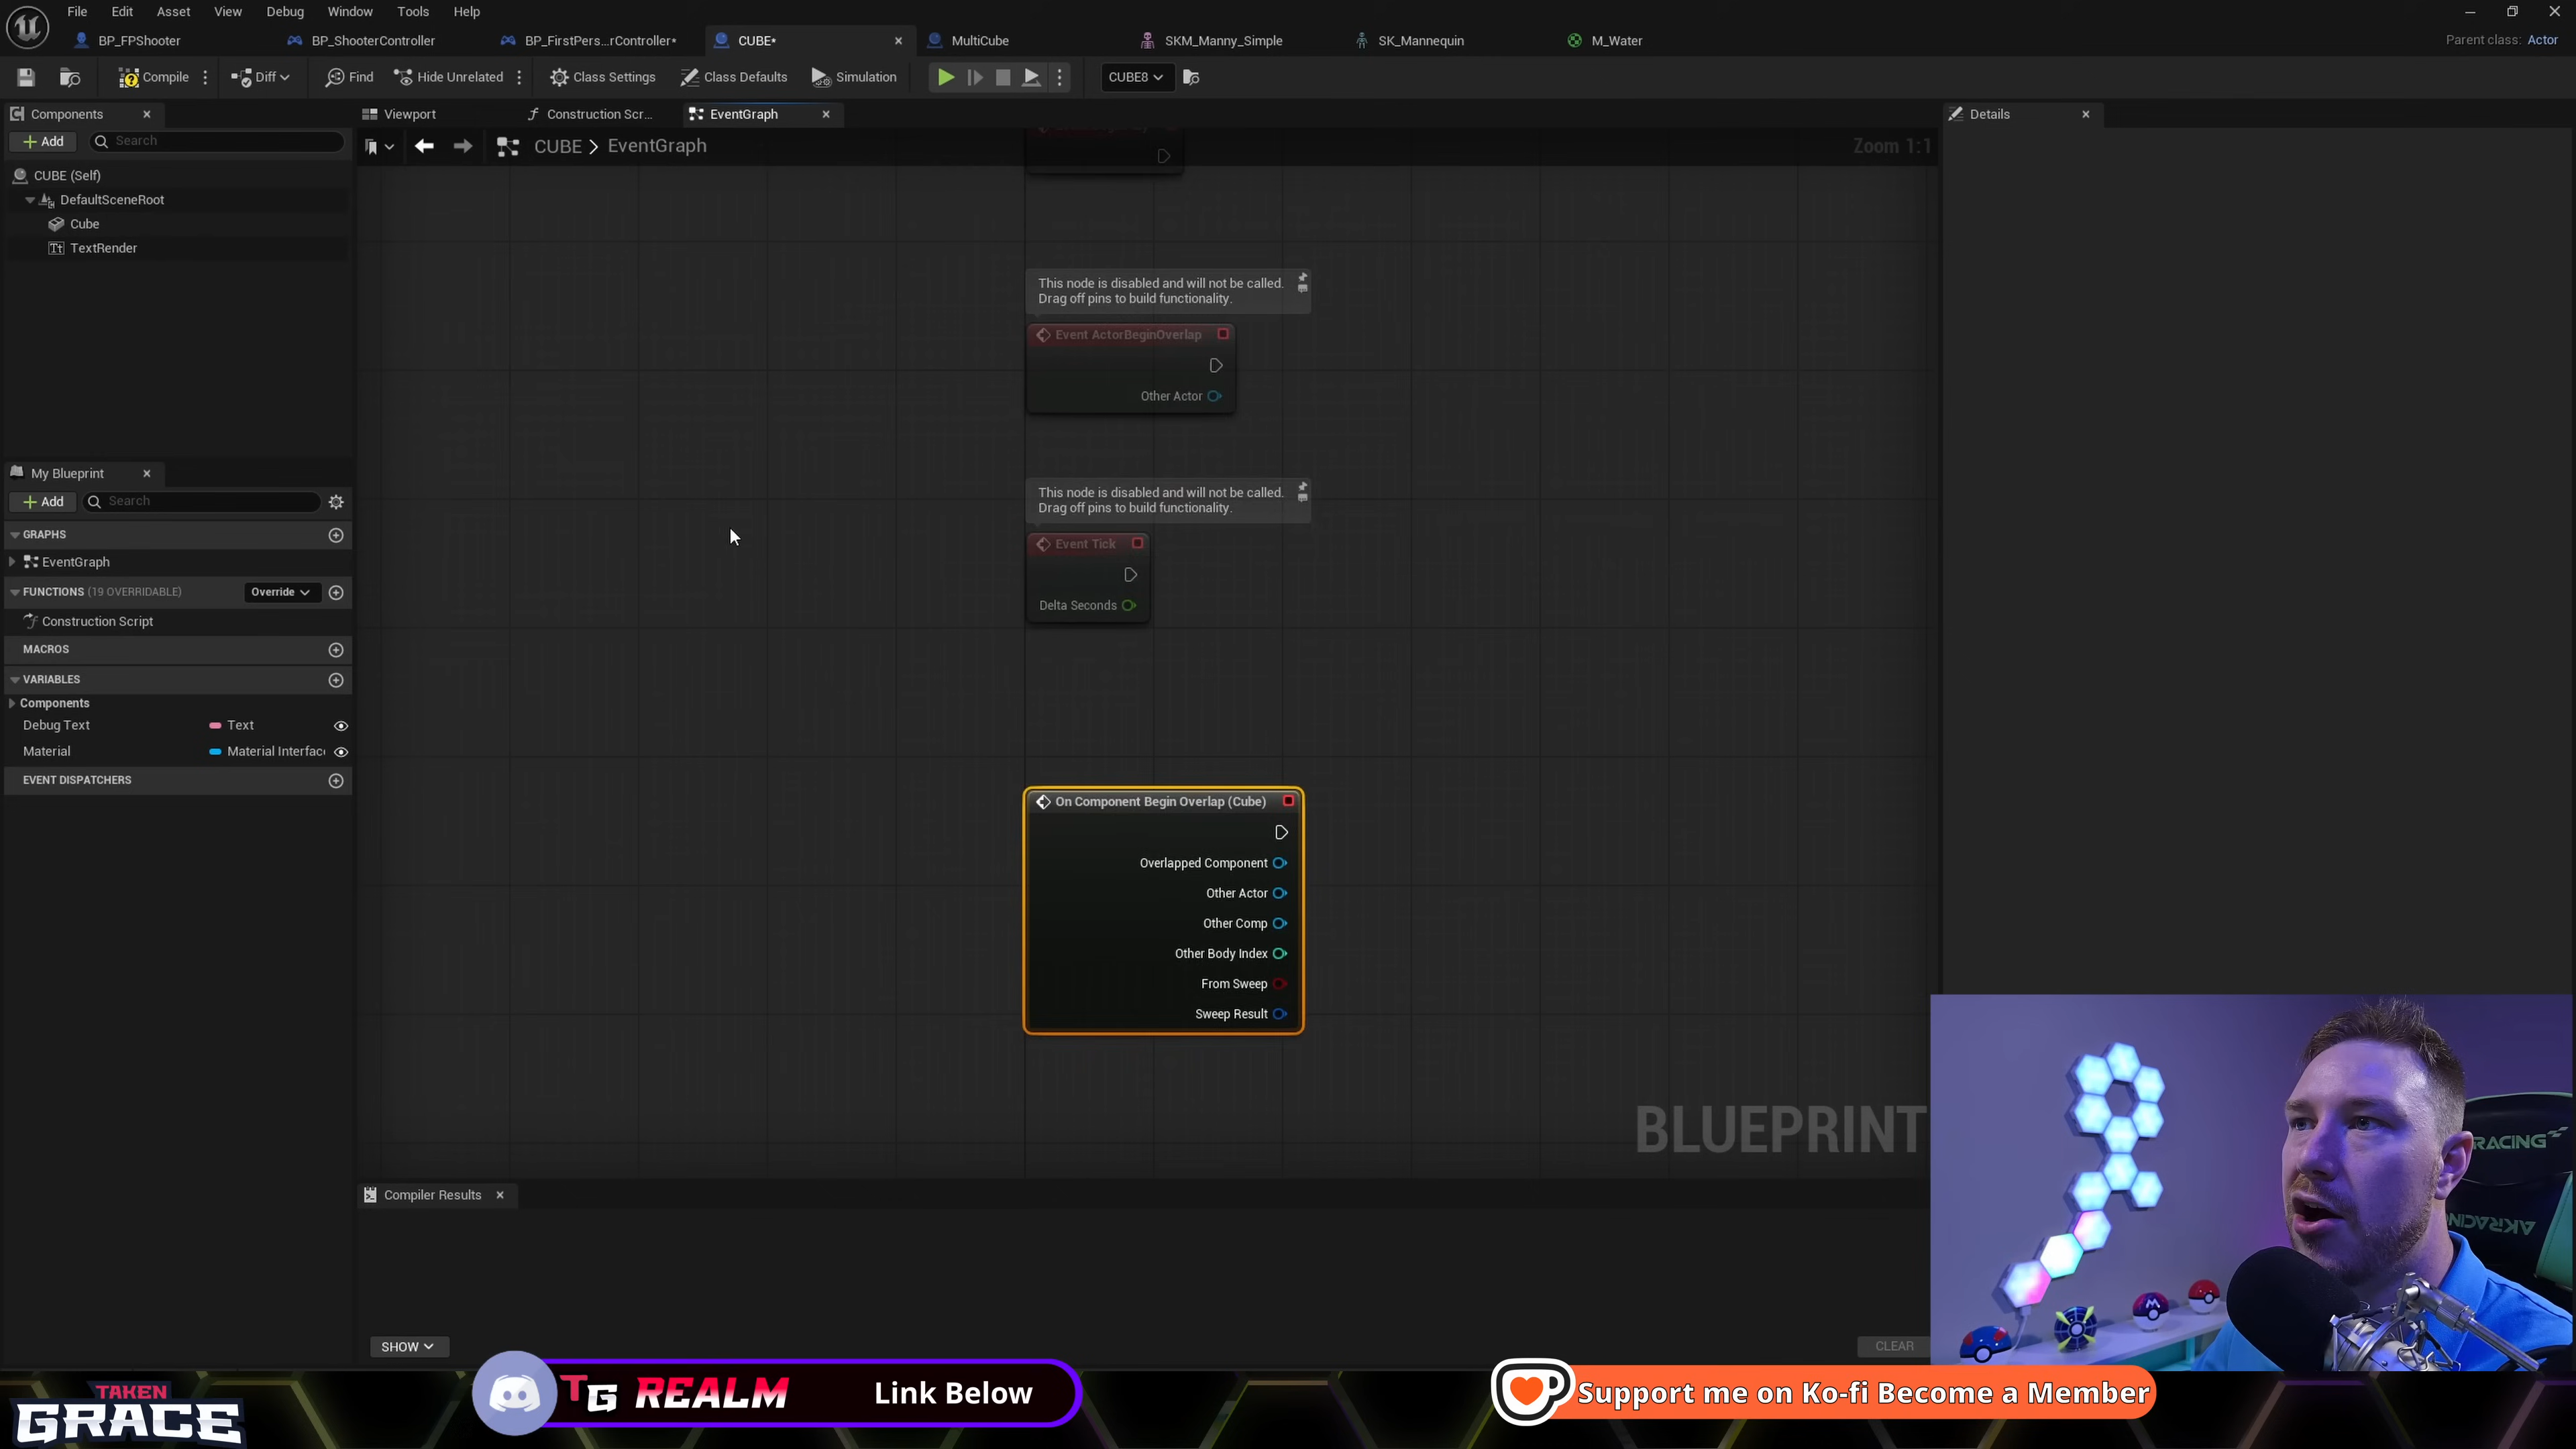 File Edit Asset View Debug Window Tools Help
BP_FPShooter BP_ShooterController BP_FirstPers...rController* CUBE* MultiCube SKM_Manny_Simple SK_Mannequin M_Water Parent class: Actor
Compile Diff Find Hide Unrelated Class Settings Class Defaults Simulation CUBE8
Components Viewport Construction Scr... EventGraph Details
Add Search
CUBE > EventGraph Zoom 1:1
CUBE (Self)
DefaultSceneRoot
Cube
TextRender
This node is disabled and will not be called.
Drag off pins to build functionality.
Event ActorBeginOverlap
Other Actor
My Blueprint
Add Search
This node is disabled and will not be called.
Drag off pins to build functionality.
GRAPHS
EventGraph
Event Tick
Delta Seconds
FUNCTIONS (19 OVERRIDABLE) Override
Construction Script
MACROS
VARIABLES
Components
Debug Text Text
Material Material Interfac
EVENT DISPATCHERS
On Component Begin Overlap (Cube)
Overlapped Component
Other Actor
Other Comp
Other Body Index
From Sweep
Sweep Result
BLUEPRINT
RACING
Compiler Results
SHOW CLEAR
TAKEN
GRACE
TG REALM Link Below
Support me on Ko-fi Become a Member